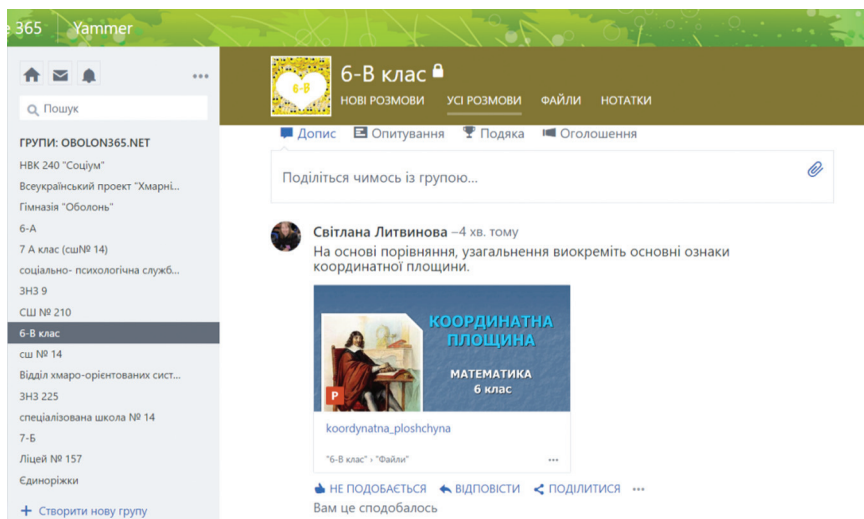 365 Yammer
Пошук
ГРУПИ: OBOLON365.NET
НВК 240 "Соціум"
Всеукраїнський проект "Хмарні...
Гімназія "Оболонь"
6-А
7 А клас (сш№ 14)
соціально- психологічна служб...
ЗНЗ 9
СШ № 210
6-В клас
сш № 14
Відділ хмаро-орієнтованих сист...
ЗНЗ 225
спеціалізована школа № 14
7-Б
Ліцей № 157
Єдиноріжки
+ Створити нову групу
6-В
6-В клас
НОВІ РОЗМОВИ УСІ РОЗМОВИ ФАЙЛИ НОТАТКИ
Допис Опитування Подяка Оголошення
Поділіться чимось із групою...
Світлана Литвинова –4 хв. тому
На основі порівняння, узагальнення виокреміть основні ознаки
координатної площини.
КООРДИНАТНА
ПЛОЩИНА
МАТЕМАТИКА
6 клас
P
koordynatna_ploshchyna
"6-В клас" › "Файли"
НЕ ПОДОБАЄТЬСЯ ВІДПОВІСТИ ПОДІЛИТИСЯ
Вам це сподобалось